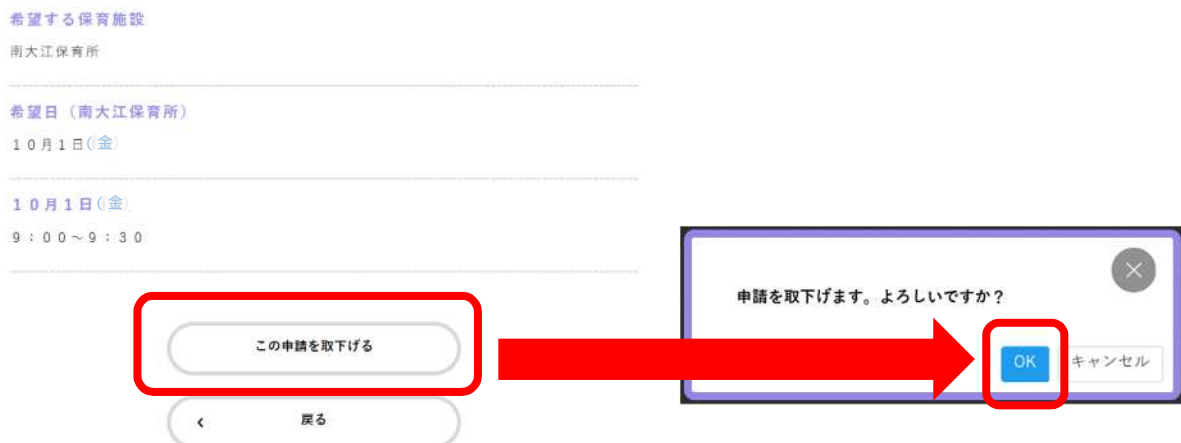 希望する保育施設
南大江保育所
希望日（南大江保育所）
10月1日(金)
10月1日(金)
9：00～9：30
この申請を取下げる
戻る
申請を取下げます。よろしいですか？
OK
キャンセル